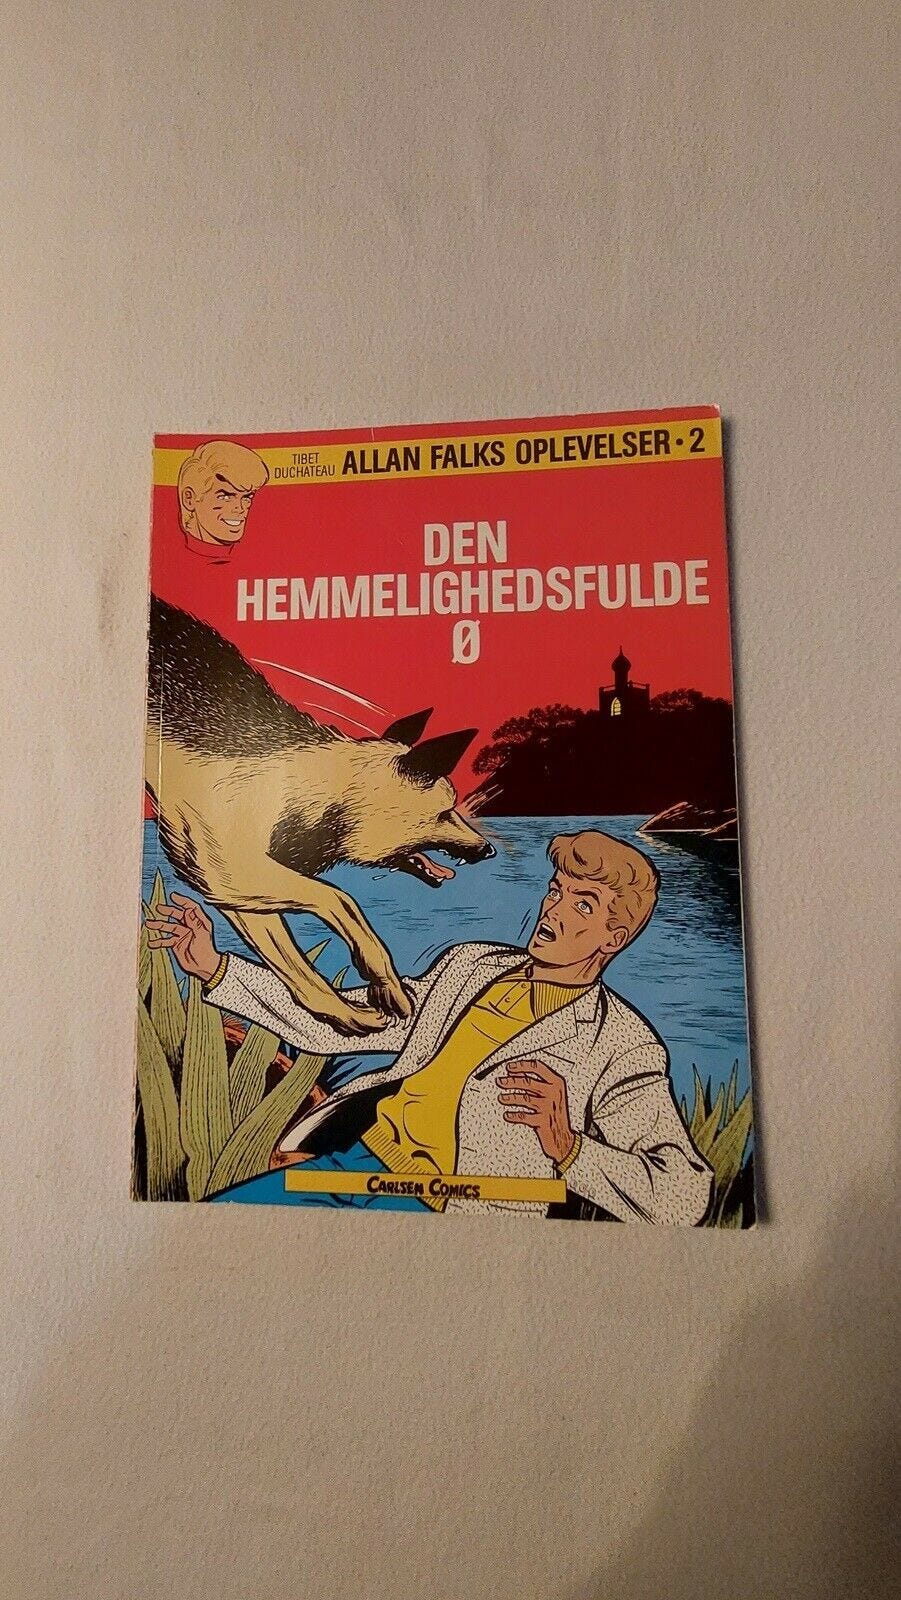 TIBET
DUCHATEAU
ALLAN FALKS OPLEVELSER · 2
DEN
HEMMELIGHEDSFULDE
Ø
CARLSEN COMICS